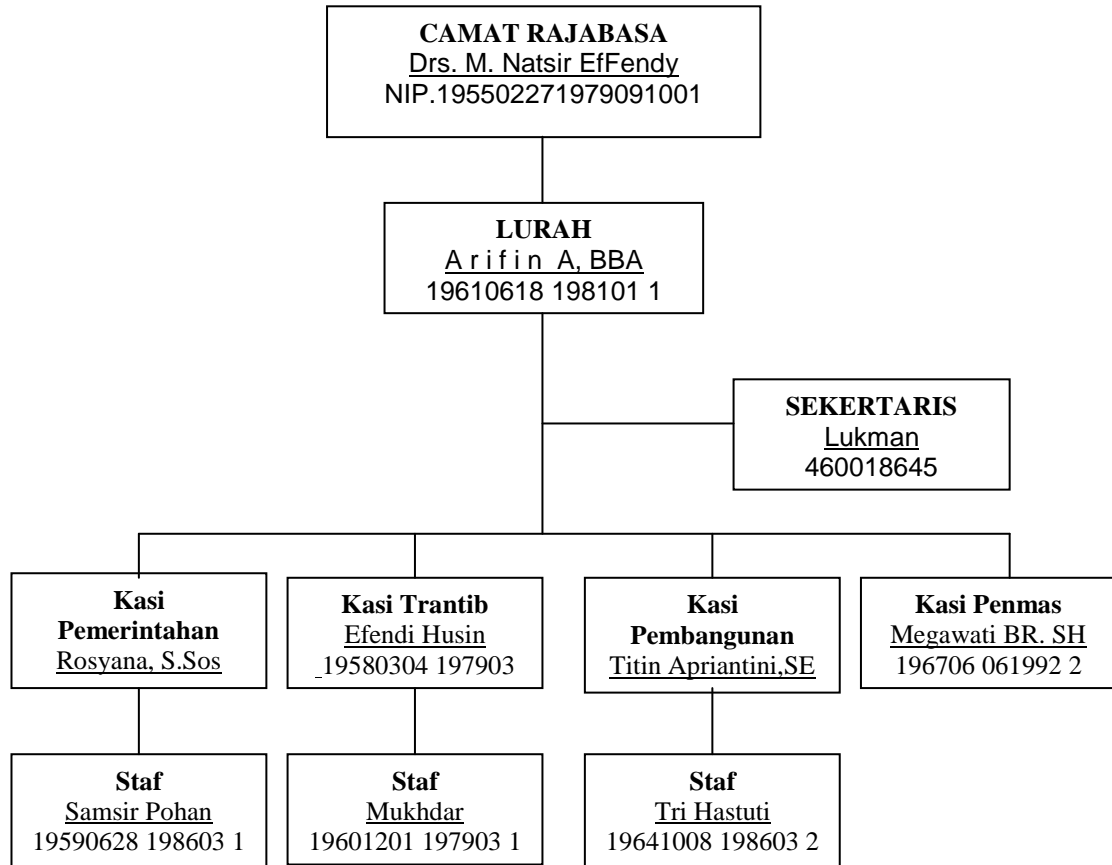 CAMAT RAJABASA
Drs. M. Natsir EfFendy
NIP.195502271979091001
LURAH
A r i f i n  A, BBA
19610618 198101 1
SEKERTARIS
Lukman
460018645
Kasi
Pemerintahan
Rosyana, S.Sos
Kasi Trantib
Efendi Husin
_19580304 197903
Kasi
Pembangunan
Titin Apriantini,SE
Kasi Penmas
Megawati BR. SH
196706 061992 2
Staf
Samsir Pohan
19590628 198603 1
Staf
Mukhdar
19601201 197903 1
Staf
Tri Hastuti
19641008 198603 2